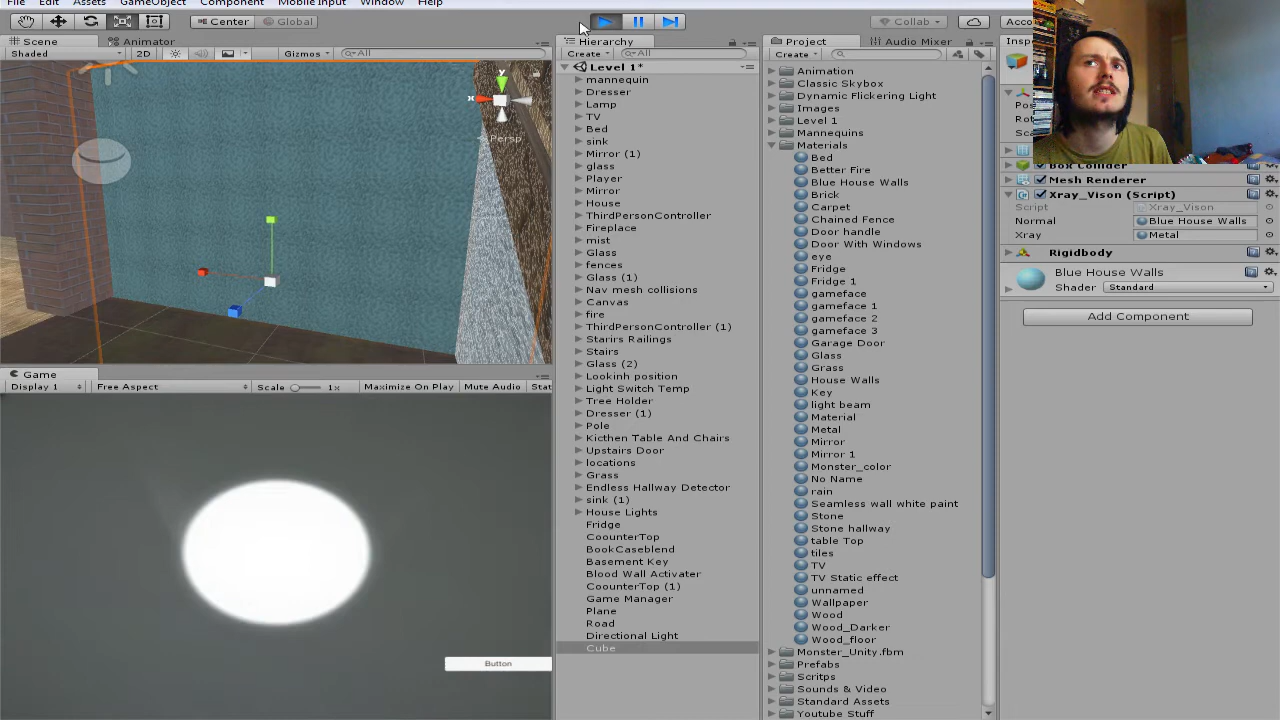 File Edit Assets GameObject Component Mobile Input Window Help
Center Global Collab Acco
Scene Animator Hierarchy Project Audio Mixer Insp
Shaded 2D Gizmos All Create All Create
Level 1*
mannequin
Dresser
Lamp
TV
Bed
sink
Mirror (1)
glass
Player
Mirror
House
ThirdPersonController
Fireplace
mist
Glass
fences
Glass (1)
Nav mesh collisions
Canvas
fire
ThirdPersonController (1)
Starirs Railings
Stairs
Glass (2)
Lookinh position
Light Switch Temp
Tree Holder
Dresser (1)
Pole
Kicthen Table And Chairs
Upstairs Door
locations
Grass
Endless Hallway Detector
sink (1)
House Lights
Fridge
CoounterTop
BookCaseblend
Basement Key
Blood Wall Activater
CoounterTop (1)
Game Manager
Plane
Road
Directional Light
Cube
Animation
Classic Skybox
Dynamic Flickering Light
Images
Level 1
Mannequins
Materials
Bed
Better Fire
Blue House Walls
Brick
Carpet
Chained Fence
Door handle
Door With Windows
eye
Fridge
Fridge 1
gameface
gameface 1
gameface 2
gameface 3
Garage Door
Glass
Grass
House Walls
Key
light beam
Material
Metal
Mirror
Mirror 1
Monster_color
No Name
rain
Seamless wall white paint
Stone
Stone hallway
table Top
tiles
TV
TV Static effect
unnamed
Wallpaper
Wood
Wood_Darker
Wood_floor
Monster_Unity.fbm
Prefabs
Scritps
Sounds & Video
Standard Assets
Youtube Stuff
y
x
Persp
Game
Display 1 Free Aspect Scale 1x Maximize On Play Mute Audio Stat
Button
Pos
Rot
Sca
Box Collider
Mesh Renderer
Xray_Vison (Script)
Script Xray_Vison
Normal Blue House Walls
Xray Metal
Rigidbody
Blue House Walls
Shader Standard
Add Component